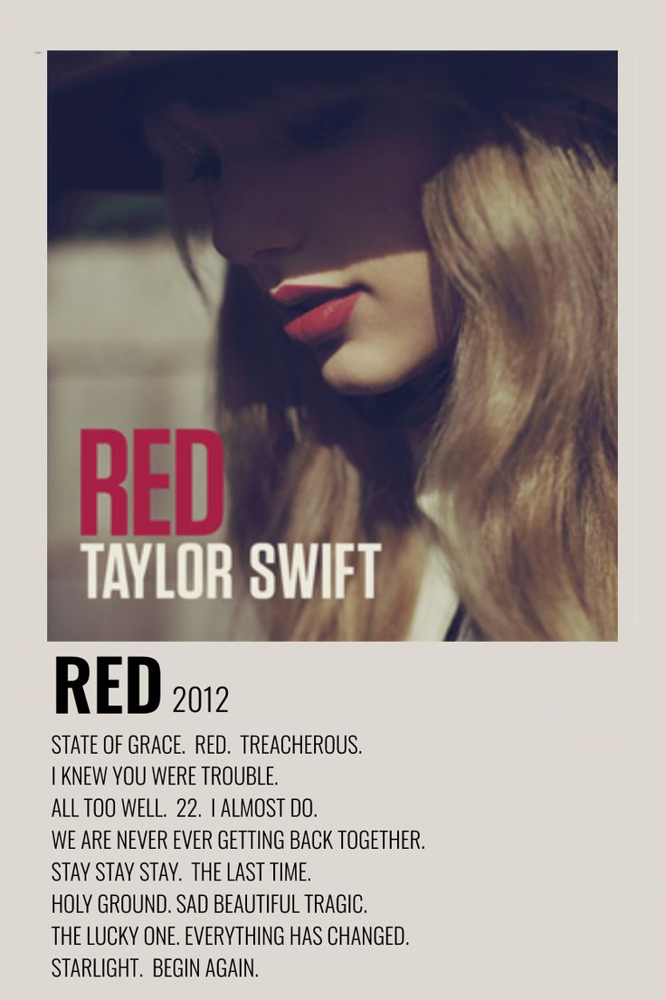 RED
TAYLOR SWIFT
RED 2012
STATE OF GRACE. RED. TREACHEROUS.
I KNEW YOU WERE TROUBLE.
ALL TOO WELL. 22. I ALMOST DO.
WE ARE NEVER EVER GETTING BACK TOGETHER.
STAY STAY STAY. THE LAST TIME.
HOLY GROUND. SAD BEAUTIFUL TRAGIC.
THE LUCKY ONE. EVERYTHING HAS CHANGED.
STARLIGHT. BEGIN AGAIN.